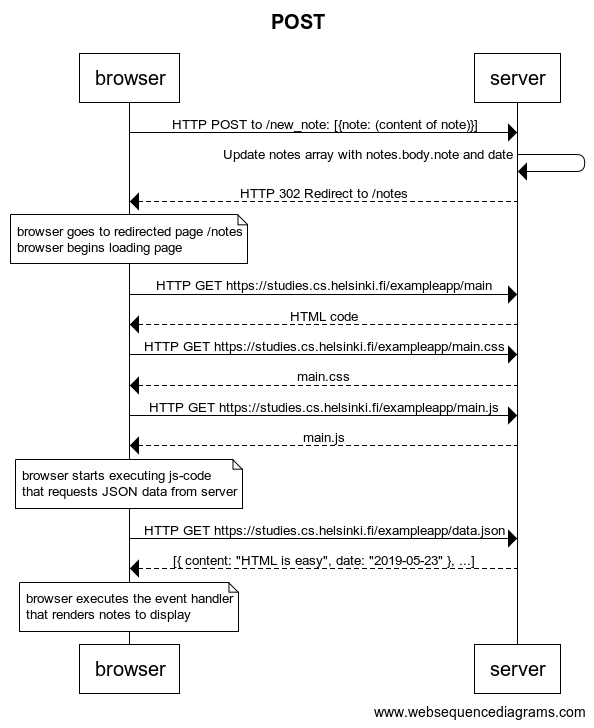 POST
browser
server
HTTP POST to /new_note: [{note: (content of note)}]
Update notes array with notes.body.note and date
HTTP 302 Redirect to /notes
browser goes to redirected page /notes
browser begins loading page
HTTP GET https://studies.cs.helsinki.fi/exampleapp/main
HTML code
HTTP GET https://studies.cs.helsinki.fi/exampleapp/main.css
main.css
HTTP GET https://studies.cs.helsinki.fi/exampleapp/main.js
main.js
browser starts executing js-code
that requests JSON data from server
HTTP GET https://studies.cs.helsinki.fi/exampleapp/data.json
[{ content: "HTML is easy", date: "2019-05-23" }, ...]
browser executes the event handler
that renders notes to display
browser
server
www.websequencediagrams.com